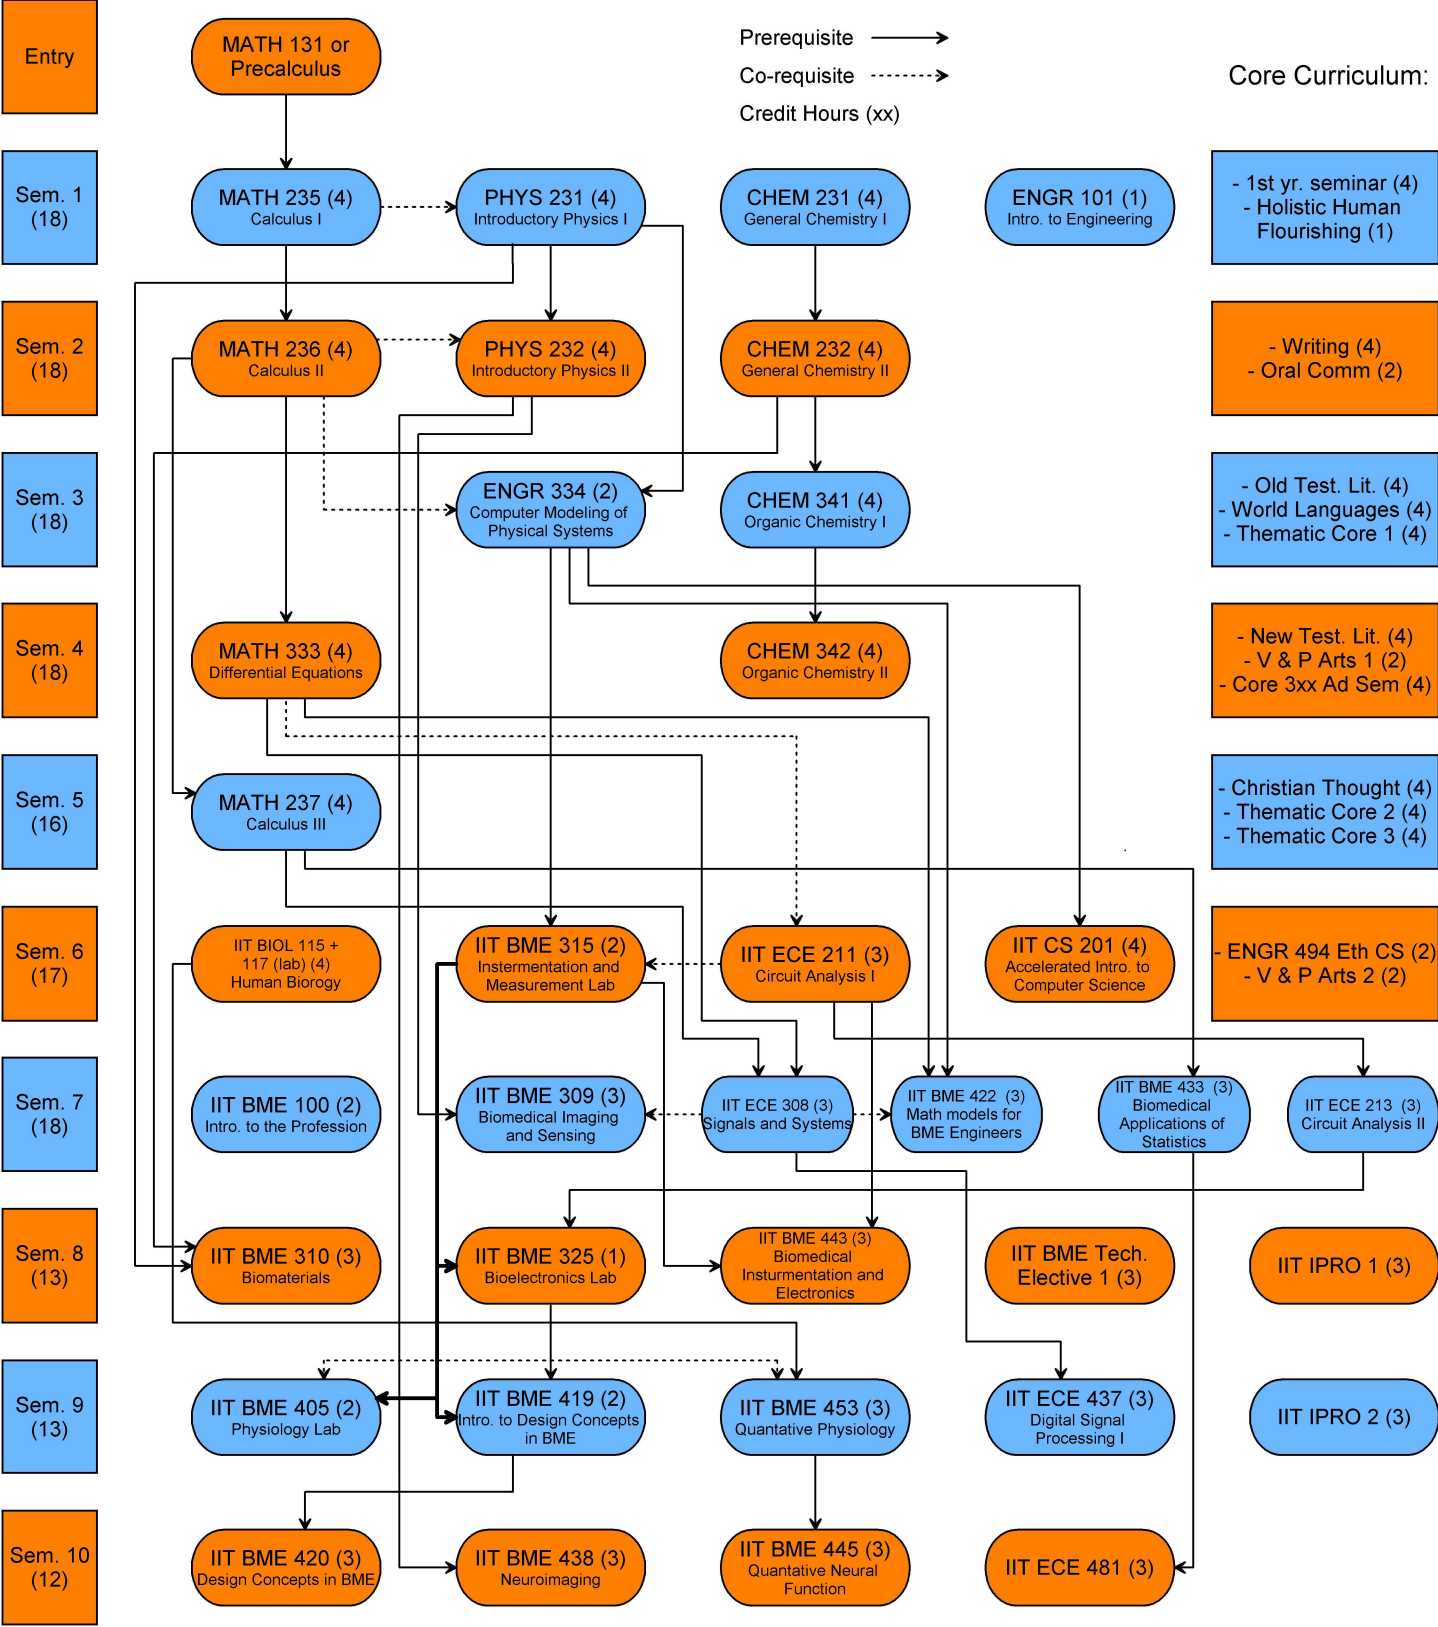 Entry
MATH 131 or
Precalculus
Prerequisite
Co-requisite
Credit Hours (xx)
Core Curriculum:
Sem. 1
(18)
MATH 235 (4)
Calculus I
PHYS 231 (4)
Introductory Physics I
CHEM 231 (4)
General Chemistry I
ENGR 101 (1)
Intro. to Engineering
- 1st yr. seminar (4)
- Holistic Human
Flourishing (1)
Sem. 2
(18)
MATH 236 (4)
Calculus II
PHYS 232 (4)
Introductory Physics II
CHEM 232 (4)
General Chemistry II
- Writing (4)
- Oral Comm (2)
Sem. 3
(18)
ENGR 334 (2)
Computer Modeling of
Physical Systems
CHEM 341 (4)
Organic Chemistry I
- Old Test. Lit. (4)
- World Languages (4)
- Thematic Core 1 (4)
Sem. 4
(18)
MATH 333 (4)
Differential Equations
CHEM 342 (4)
Organic Chemistry II
- New Test. Lit. (4)
- V & P Arts 1 (2)
- Core 3xx Ad Sem (4)
Sem. 5
(16)
MATH 237 (4)
Calculus III
- Christian Thought (4)
- Thematic Core 2 (4)
- Thematic Core 3 (4)
Sem. 6
(17)
IIT BIOL 115 +
117 (lab) (4)
Human Biorogy
IIT BME 315 (2)
Instermentation and
Measurement Lab
IIT ECE 211 (3)
Circuit Analysis I
IIT CS 201 (4)
Accelerated Intro. to
Computer Science
- ENGR 494 Eth CS (2)
- V & P Arts 2 (2)
Sem. 7
(18)
IIT BME 100 (2)
Intro. to the Profession
IIT BME 309 (3)
Biomedical Imaging
and Sensing
IIT ECE 308 (3)
Signals and Systems
IIT BME 422 (3)
Math models for
BME Engineers
IIT BME 433 (3)
Biomedical
Applications of
Statistics
IIT ECE 213 (3)
Circuit Analysis II
Sem. 8
(13)
IIT BME 310 (3)
Biomaterials
IIT BME 325 (1)
Bioelectronics Lab
IIT BME 443 (3)
Biomedical
Insturmentation and
Electronics
IIT BME Tech.
Elective 1 (3)
IIT IPRO 1 (3)
Sem. 9
(13)
IIT BME 405 (2)
Physiology Lab
IIT BME 419 (2)
Intro. to Design Concepts
in BME
IIT BME 453 (3)
Quantative Physiology
IIT ECE 437 (3)
Digital Signal
Processing I
IIT IPRO 2 (3)
Sem. 10
(12)
IIT BME 420 (3)
Design Concepts in BME
IIT BME 438 (3)
Neuroimaging
IIT BME 445 (3)
Quantative Neural
Function
IIT ECE 481 (3)